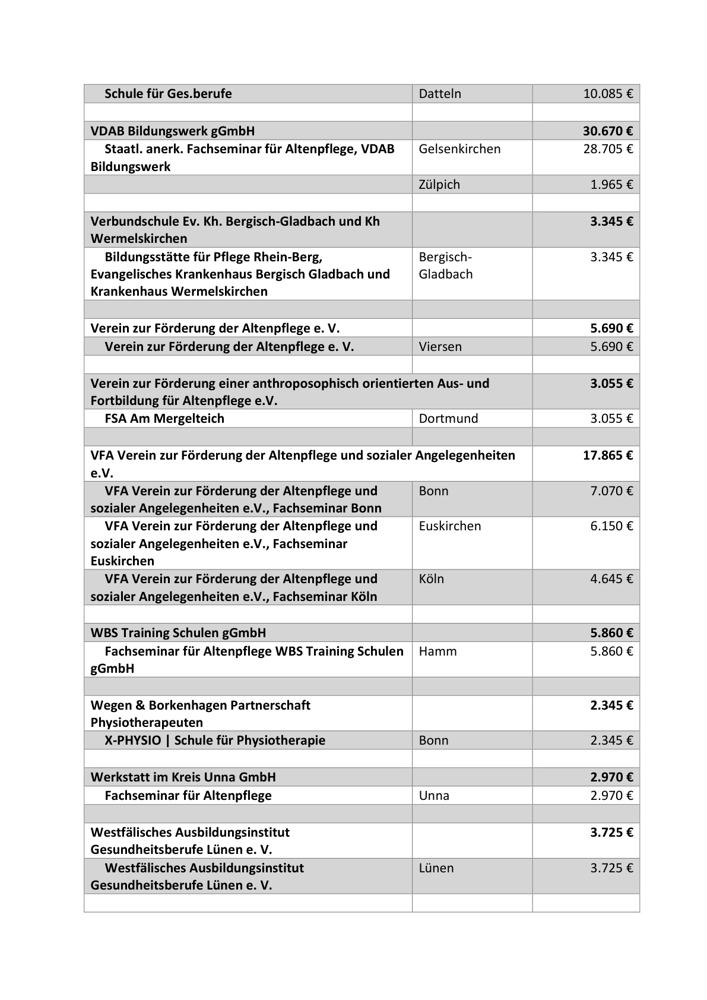 Schule für Ges.berufe Datteln 10.085 €
VDAB Bildungswerk gGmbH 30.670 €
Staatl. anerk. Fachseminar für Altenpflege, VDAB Gelsenkirchen 28.705 €
Bildungswerk
Zülpich 1.965 €
Verbundschule Ev. Kh. Bergisch-Gladbach und Kh 3.345 €
Wermelskirchen
Bildungsstätte für Pflege Rhein-Berg, Bergisch- 3.345 €
Evangelisches Krankenhaus Bergisch Gladbach und Gladbach
Krankenhaus Wermelskirchen
Verein zur Förderung der Altenpflege e. V. 5.690 €
Verein zur Förderung der Altenpflege e. V. Viersen 5.690 €
Verein zur Förderung einer anthroposophisch orientierten Aus- und 3.055 €
Fortbildung für Altenpflege e.V.
FSA Am Mergelteich Dortmund 3.055 €
VFA Verein zur Förderung der Altenpflege und sozialer Angelegenheiten 17.865 €
e.V.
VFA Verein zur Förderung der Altenpflege und Bonn 7.070 €
sozialer Angelegenheiten e.V., Fachseminar Bonn
VFA Verein zur Förderung der Altenpflege und Euskirchen 6.150 €
sozialer Angelegenheiten e.V., Fachseminar
Euskirchen
VFA Verein zur Förderung der Altenpflege und Köln 4.645 €
sozialer Angelegenheiten e.V., Fachseminar Köln
WBS Training Schulen gGmbH 5.860 €
Fachseminar für Altenpflege WBS Training Schulen Hamm 5.860 €
gGmbH
Wegen & Borkenhagen Partnerschaft 2.345 €
Physiotherapeuten
X-PHYSIO | Schule für Physiotherapie Bonn 2.345 €
Werkstatt im Kreis Unna GmbH 2.970 €
Fachseminar für Altenpflege Unna 2.970 €
Westfälisches Ausbildungsinstitut 3.725 €
Gesundheitsberufe Lünen e. V.
Westfälisches Ausbildungsinstitut Lünen 3.725 €
Gesundheitsberufe Lünen e. V.